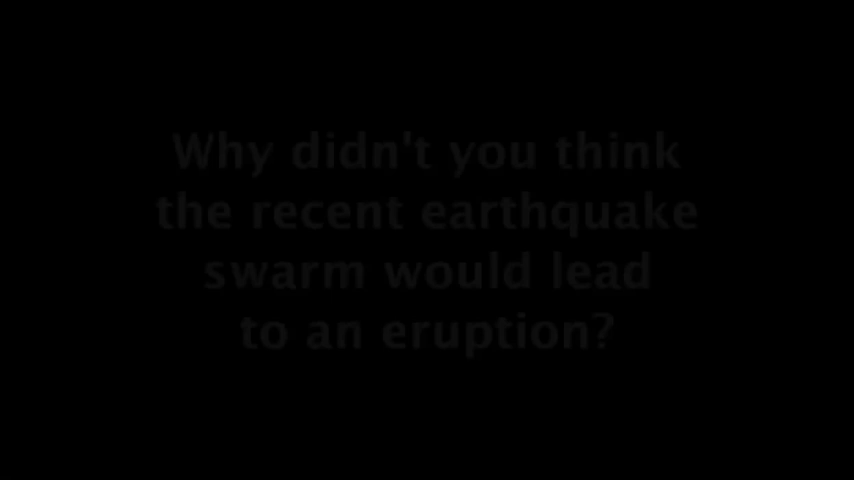 Why didn't you think
the recent earthquake
swarm would lead
to an eruption?